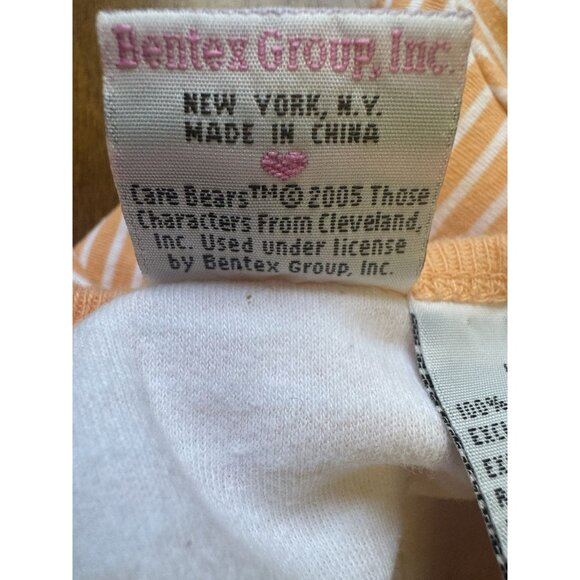 Bentex Group, Inc.
NEW YORK, N.Y.
MADE IN CHINA
Care Bears™© 2005 Those
Characters From Cleveland,
Inc. Used under license
by Bentex Group, Inc.
100%